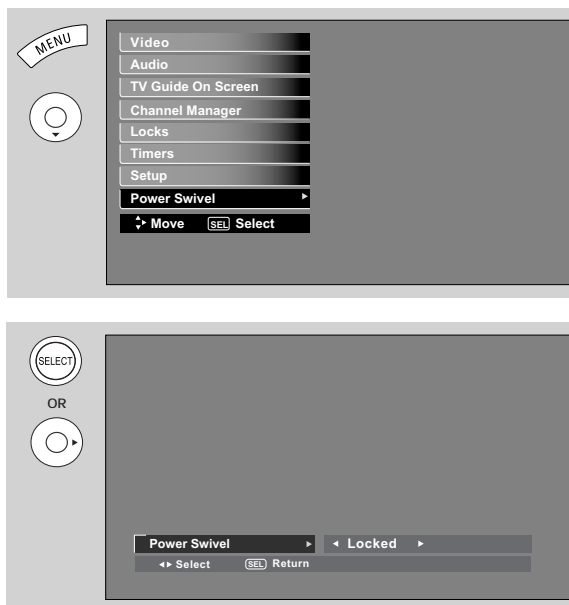 MENU
Video
Audio
TV Guide On Screen
Channel Manager
Locks
Timers
Setup
Power Swivel
Move SEL Select
SELECT
OR
Power Swivel Locked
Select SEL Return